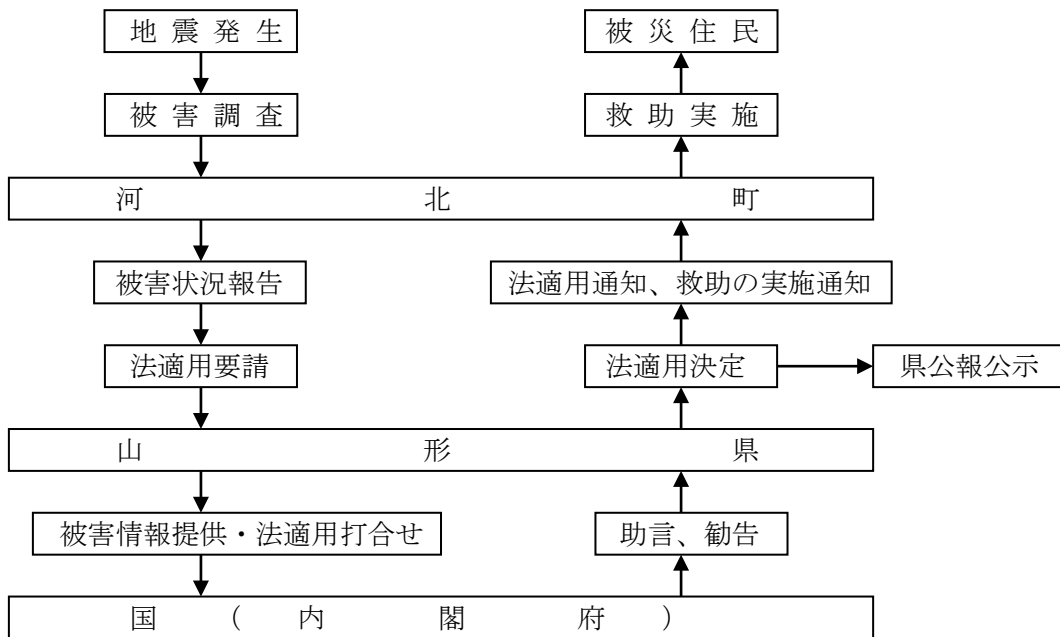 地震発生
被災住民
被害調査
救助実施
河北町
被害状況報告
法適用通知、救助の実施通知
法適用要請
法適用決定
県公報公示
山形県
被害情報提供・法適用打合せ
助言、勧告
国(内閣府)